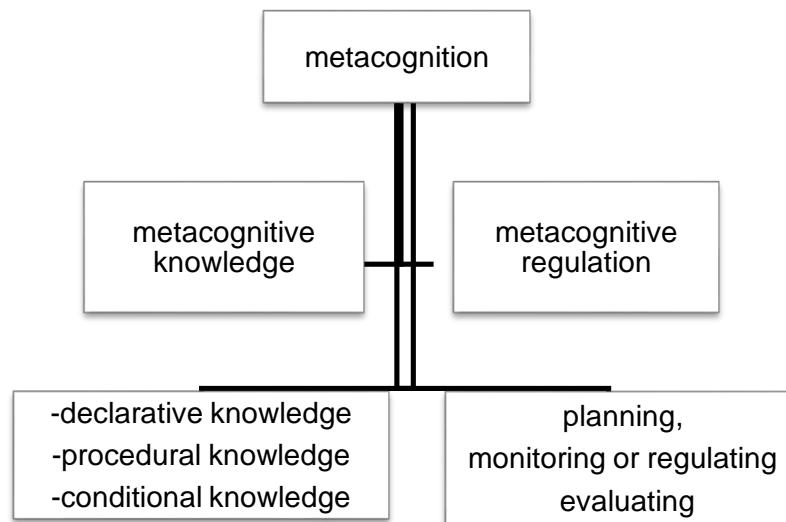 metacognition
metacognitive
knowledge
metacognitive
regulation
-declarative knowledge
-procedural knowledge
-conditional knowledge
planning,
monitoring or regulating
evaluating